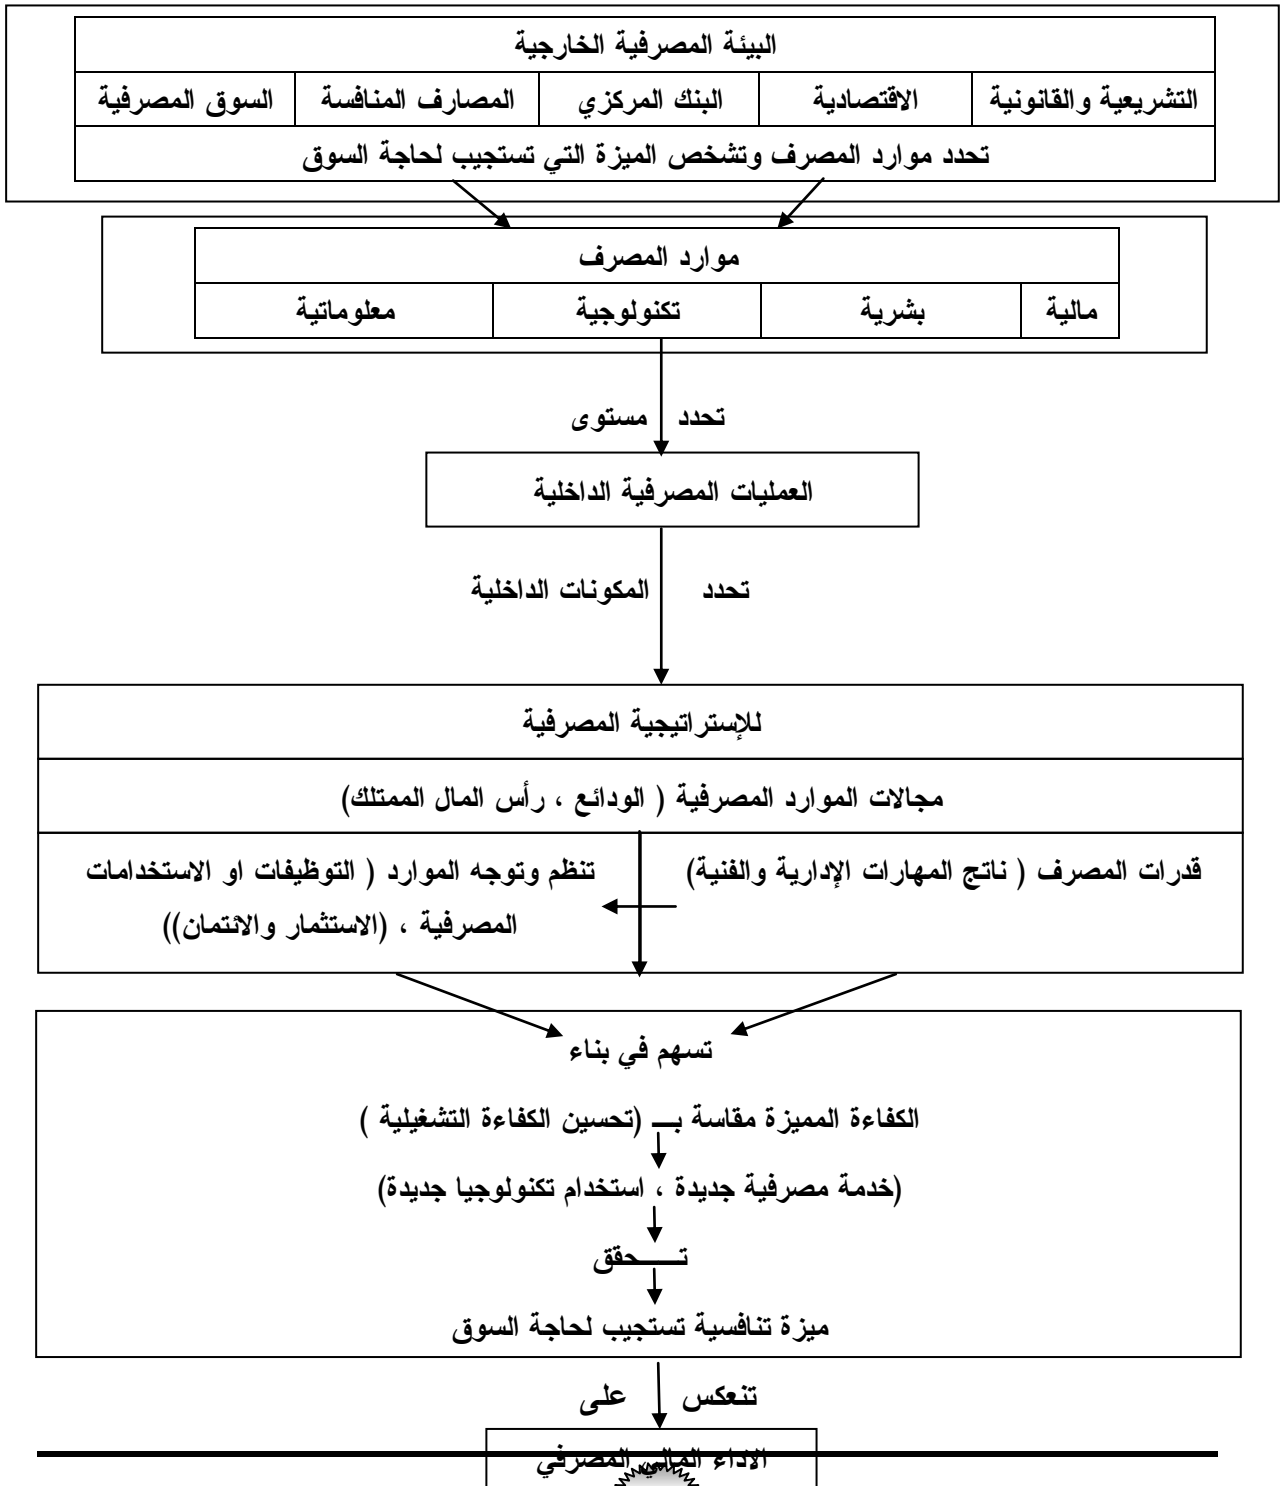 البيئة المصرفية الخارجية
التشريعية والقانونية الاقتصادية البنك المركزي المصارف المنافسة السوق المصرفية
تحدد موارد المصرف وتشخص الميزة التي تستجيب لحاجة السوق
موارد المصرف
مالية بشرية تكنولوجية معلوماتية
تحدد مستوى
العمليات المصرفية الداخلية
تحدد المكونات الداخلية
للإستراتيجية المصرفية
مجالات الموارد المصرفية ( الودائع ، رأس المال الممتلك)
قدرات المصرف ( ناتج المهارات الإدارية والفنية)
تنظم وتوجه الموارد ( التوظيفات او الاستخدامات
المصرفية ، (الاستثمار والائتمان))
تسهم في بناء
الكفاءة المميزة مقاسة بـــ (تحسين الكفاءة التشغيلية )
(خدمة مصرفية جديدة ، استخدام تكنولوجيا جديدة)
تـــــحقق
ميزة تنافسية تستجيب لحاجة السوق
تنعكس على
الاداء المالي المصرفي